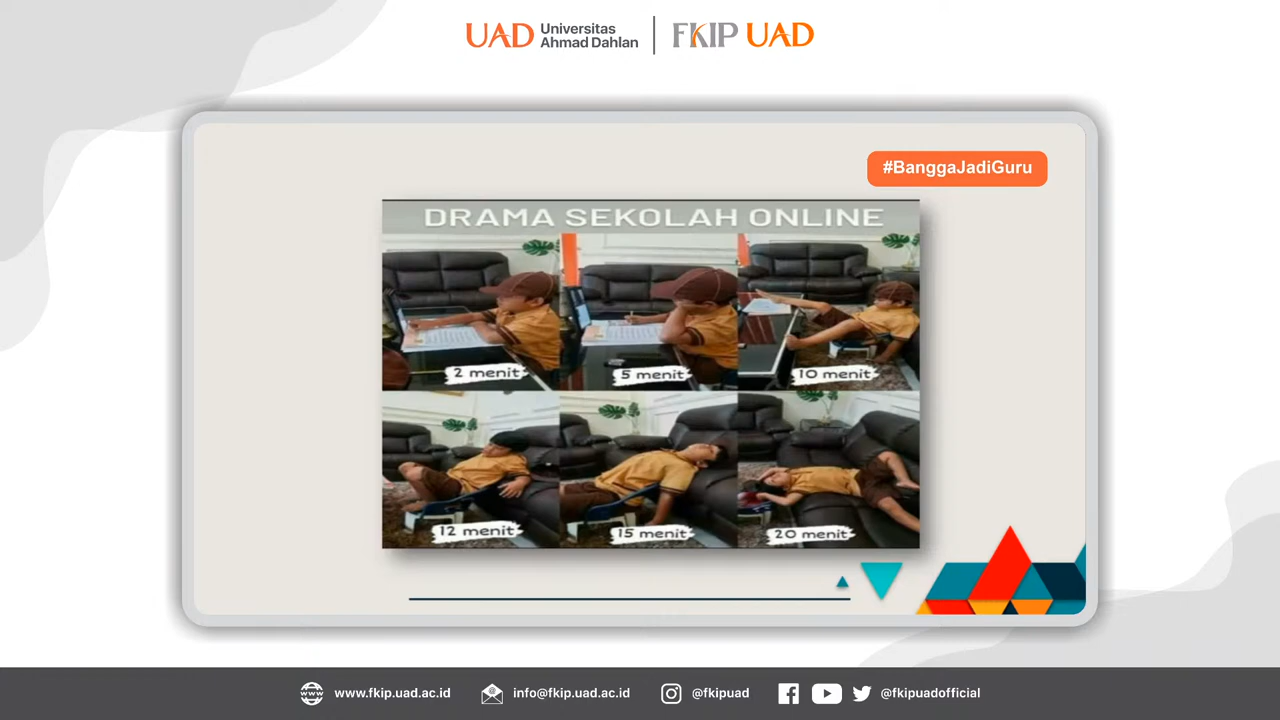 UAD Universitas
Ahmad Dahlan
FKIP UAD
#BanggaJadiGuru
DRAMA SEKOLAH ONLINE
2 menit
5 menit
10 menit
12 menit
15 menit
20 menit
www.fkip.uad.ac.id
info@fkip.uad.ac.id
@fkipuad
@fkipuadofficial